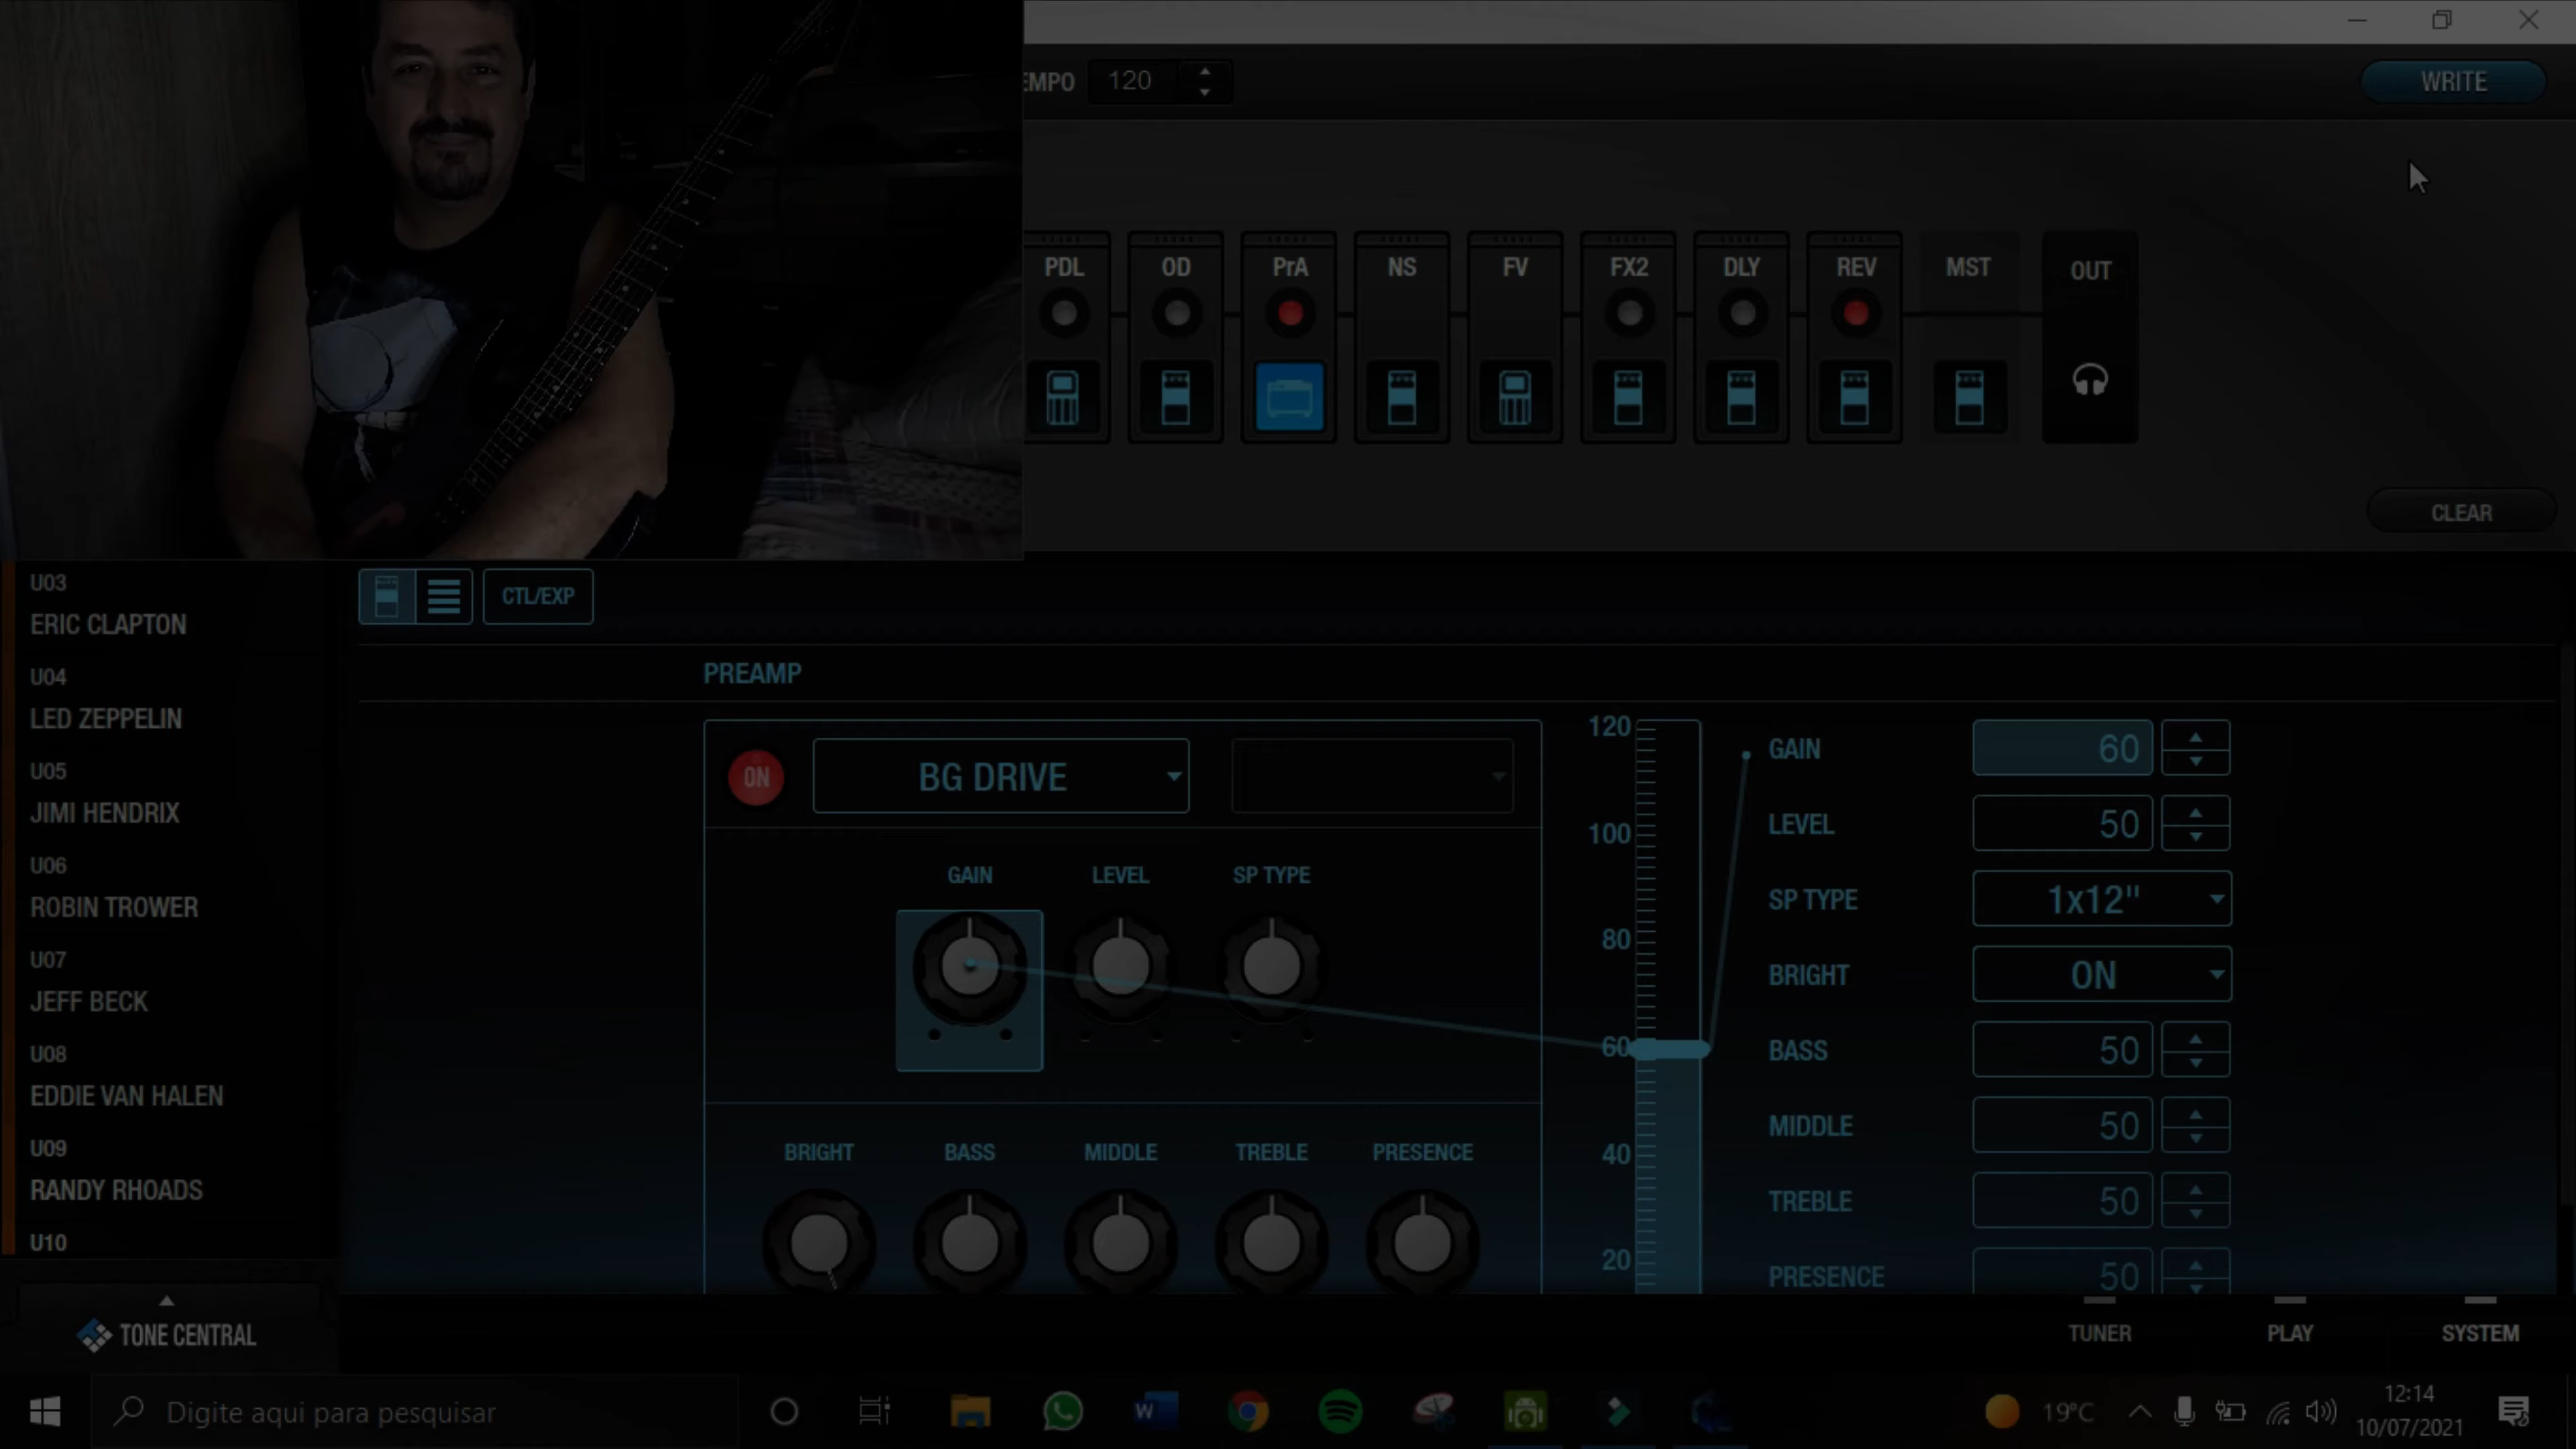 EMPO 120
WRITE
PDL OD PrA NS FV FX2 DLY REV MST OUT
CLEAR
U03
ERIC CLAPTON
U04
LED ZEPPELIN
U05
JIMI HENDRIX
U06
ROBIN TROWER
U07
JEFF BECK
U08
EDDIE VAN HALEN
U09
RANDY RHOADS
U10
TONE CENTRAL
CTL/EXP
PREAMP
ON BG DRIVE
GAIN LEVEL SP TYPE
BRIGHT BASS MIDDLE TREBLE PRESENCE
120
100
80
60
40
20
GAIN 60
LEVEL 50
SP TYPE 1x12"
BRIGHT ON
BASS 50
MIDDLE 50
TREBLE 50
PRESENCE 50
TUNER PLAY SYSTEM
Digite aqui para pesquisar
W
19°C
12:14
10/07/2021